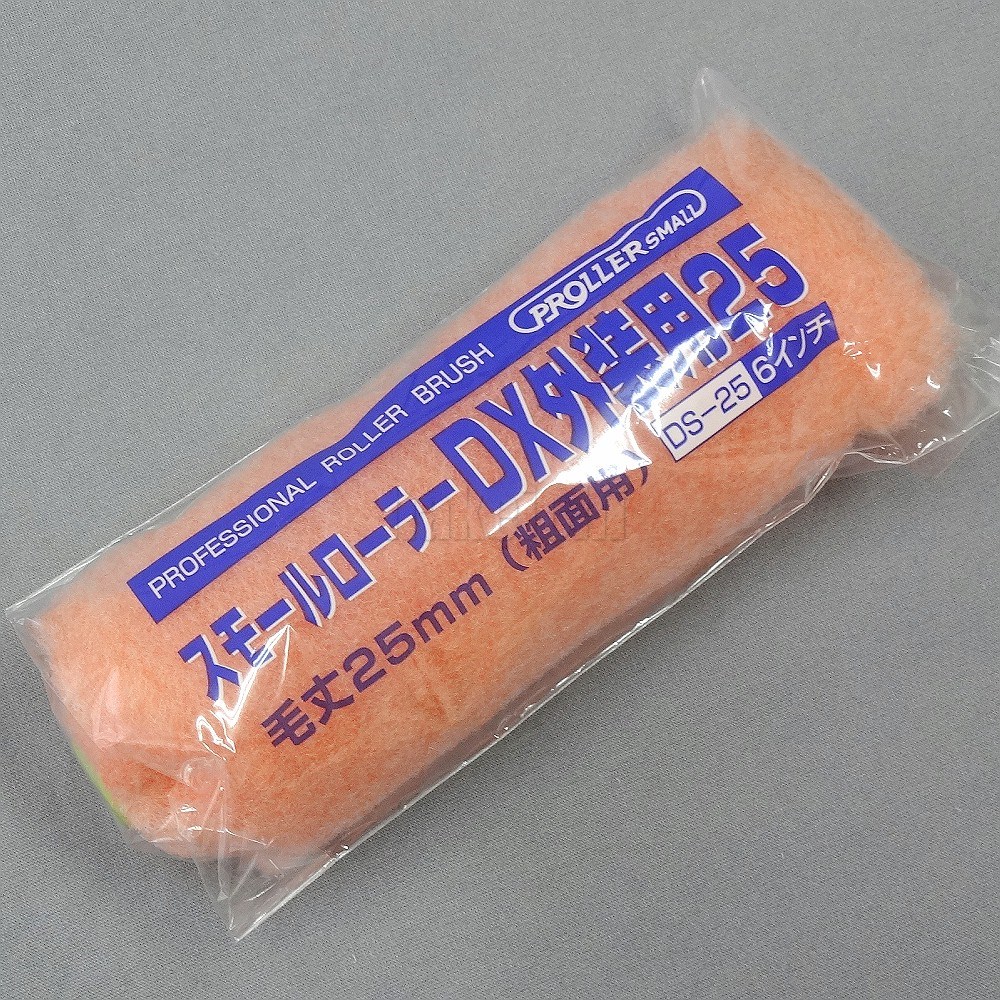 PROFESSIONAL ROLLER BRUSH PROLLER SMALL
スモールローラーDX外装用25
毛丈25mm(粗面用) DS-25 6インチ